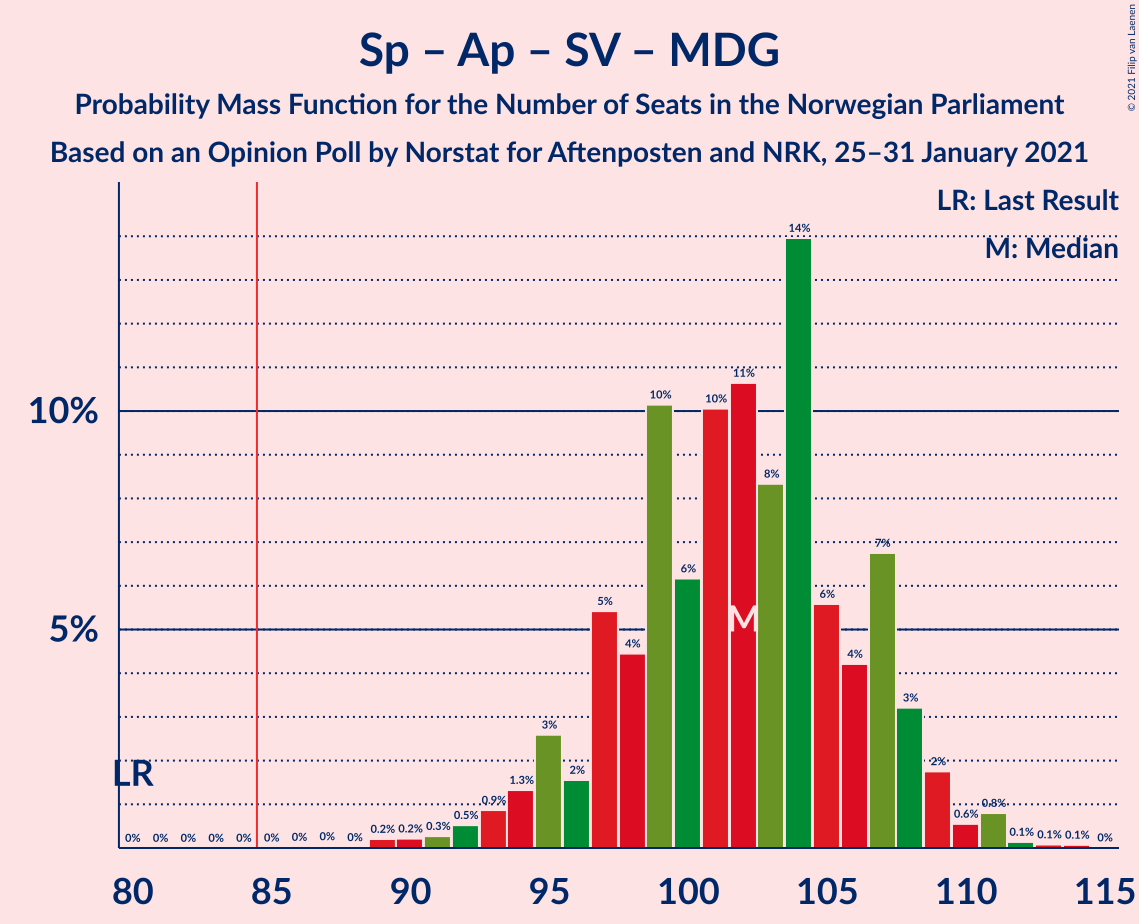 Sp – Ap – SV – MDG
Probability Mass Function for the Number of Seats in the Norwegian Parliament
Based on an Opinion Poll by Norstat for Aftenposten and NRK, 25–31 January 2021
© 2021 Filip van Laenen
LR: Last Result
M: Median
10%
5%
LR
M
0% 0% 0% 0% 0% 0% 0% 0% 0% 0.2% 0.2% 0.3% 0.5% 0.9% 1.3% 3% 2% 5% 4% 10% 6% 10% 11% 8% 14% 6% 4% 7% 3% 2% 0.6% 0.8% 0.1% 0.1% 0.1% 0%
80 85 90 95 100 105 110 115